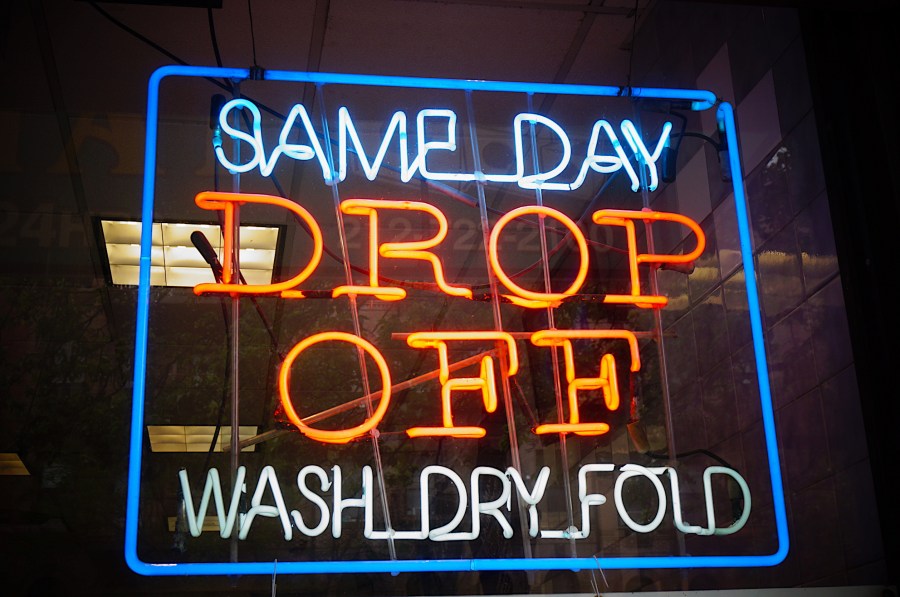 SAME DAY
DROP
OFF
WASH DRY FOLD